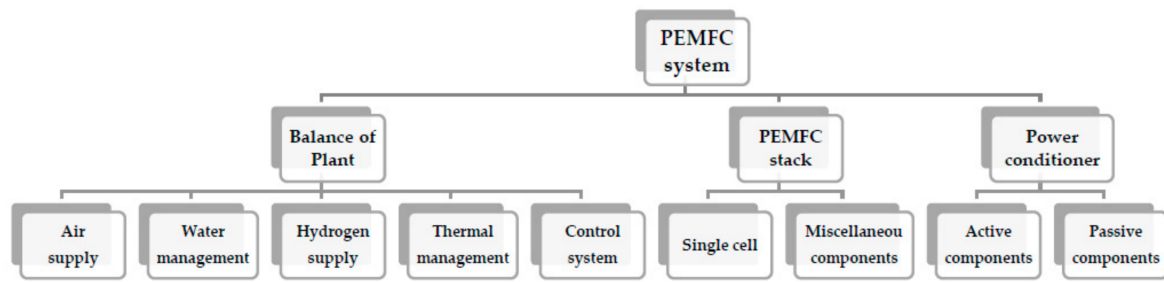 PEMFC
system
Balance of
Plant
PEMFC
stack
Power
conditioner
Air
supply
Water
management
Hydrogen
supply
Thermal
management
Control
system
Single cell
Miscellaneou
components
Active
components
Passive
components